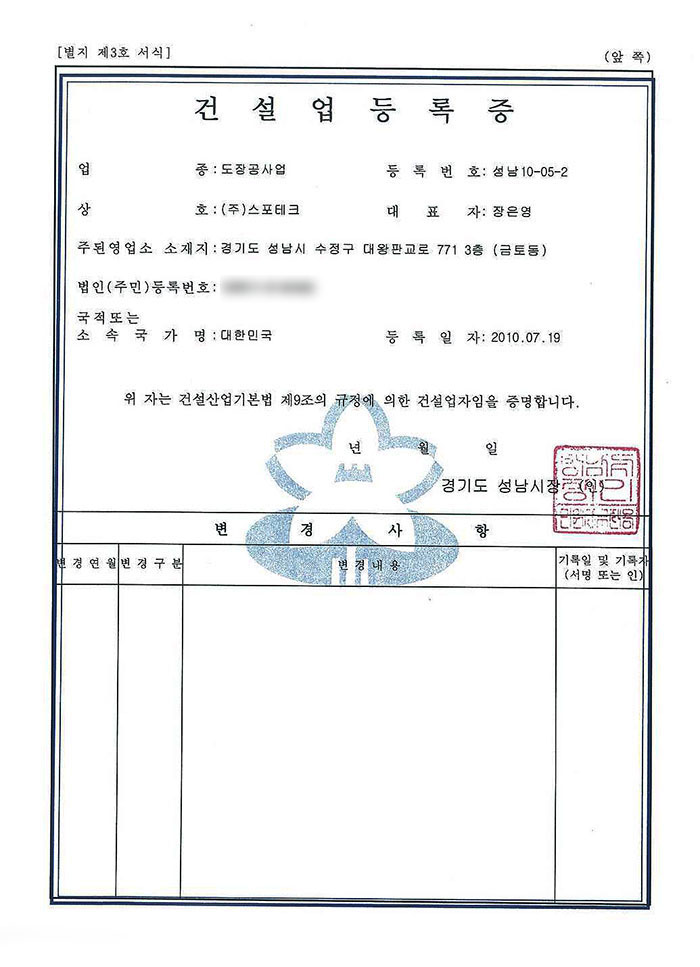 [별지 제3호 서식]
(앞 쪽)
건 설 업 등 록 증
업 종 : 도장공사업
등 록 번 호 : 성남10-05-2
상 호 : (주)스포테크
대 표 자 : 장은영
주된영업소 소재지 : 경기도 성남시 수정구 대왕판교로 771 3층 (금토동)
법인(주민)등록번호 :
국적또는
소 속 국 가 명 : 대한민국
등 록 일 자 : 2010.07.19
위 자는 건설산업기본법 제9조의 규정에 의한 건설업자임을 증명합니다.
년 월 일
경기도 성남시장 (인)
변 경 사 항
변경연월 변경구분 변경내용 기록일 및 기록자
(서명 또는 인)